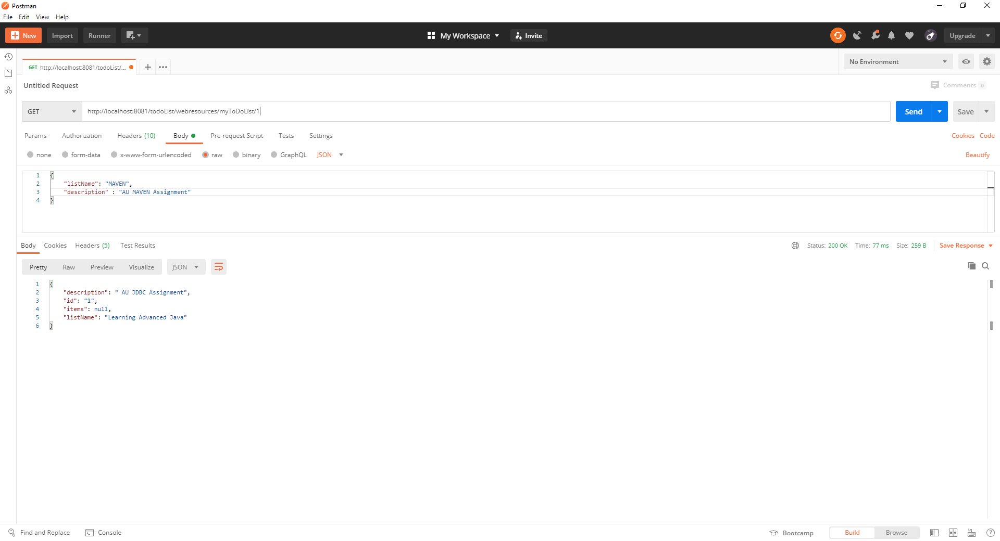 Postman
File Edit View Help
New Import Runner My Workspace Invite Upgrade
GET http://localhost:8081/todoList/... No Environment
Untitled Request Comments 0
GET http://localhost:8081/todoList/webresources/myToDoList/1 Send Save
Params Authorization Headers (10) Body Pre-request Script Tests Settings Cookies Code
none form-data x-www-form-urlencoded raw binary GraphQL JSON Beautify
1 {
2 "listName": "MAVEN",
3 "description" : "AU MAVEN Assignment"
4 }
Body Cookies Headers (5) Test Results Status: 200 OK Time: 77 ms Size: 259 B Save Response
Pretty Raw Preview Visualize JSON
1 {
2 "description": " AU JDBC Assignment",
3 "id": "1",
4 "items": null,
5 "listName": "Learning Advanced Java"
6 }
Find and Replace Console Bootcamp Build Browse